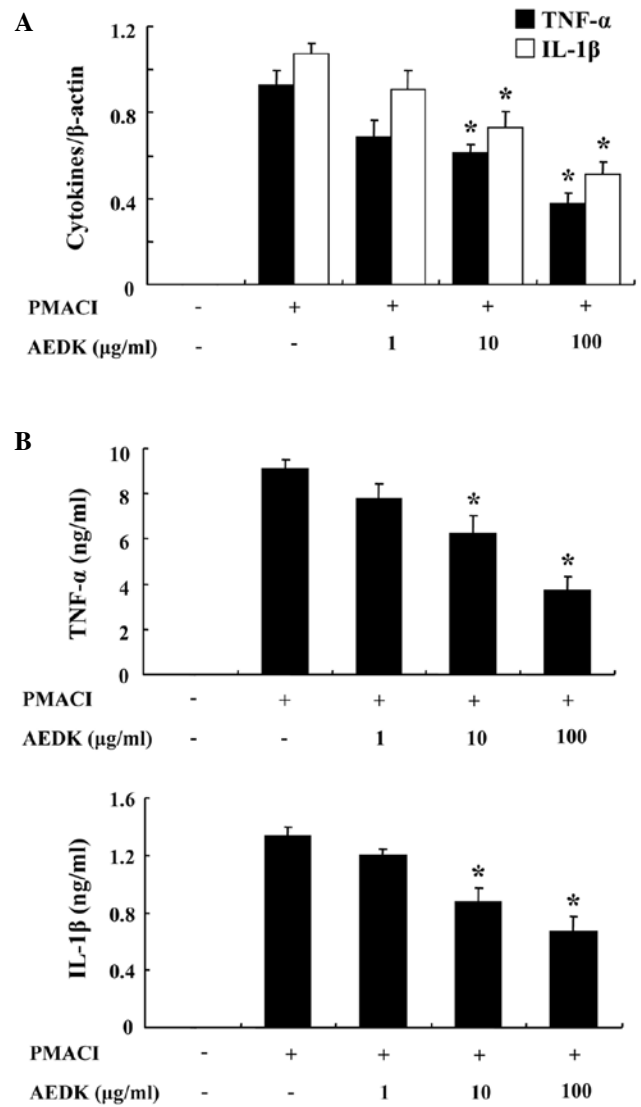 A
TNF-α
IL-1β
Cytokines/β-actin
1.2
0.8
0.4
0
* *
* *
PMACI - + + + +
AEDK (μg/ml) - - 1 10 100
B
TNF-α (ng/ml)
10
8
6
4
2
0
*
*
PMACI - + + + +
AEDK (μg/ml) - - 1 10 100
IL-1β (ng/ml)
1.6
1.2
0.8
0.4
0
*
*
PMACI - + + + +
AEDK (μg/ml) - - 1 10 100